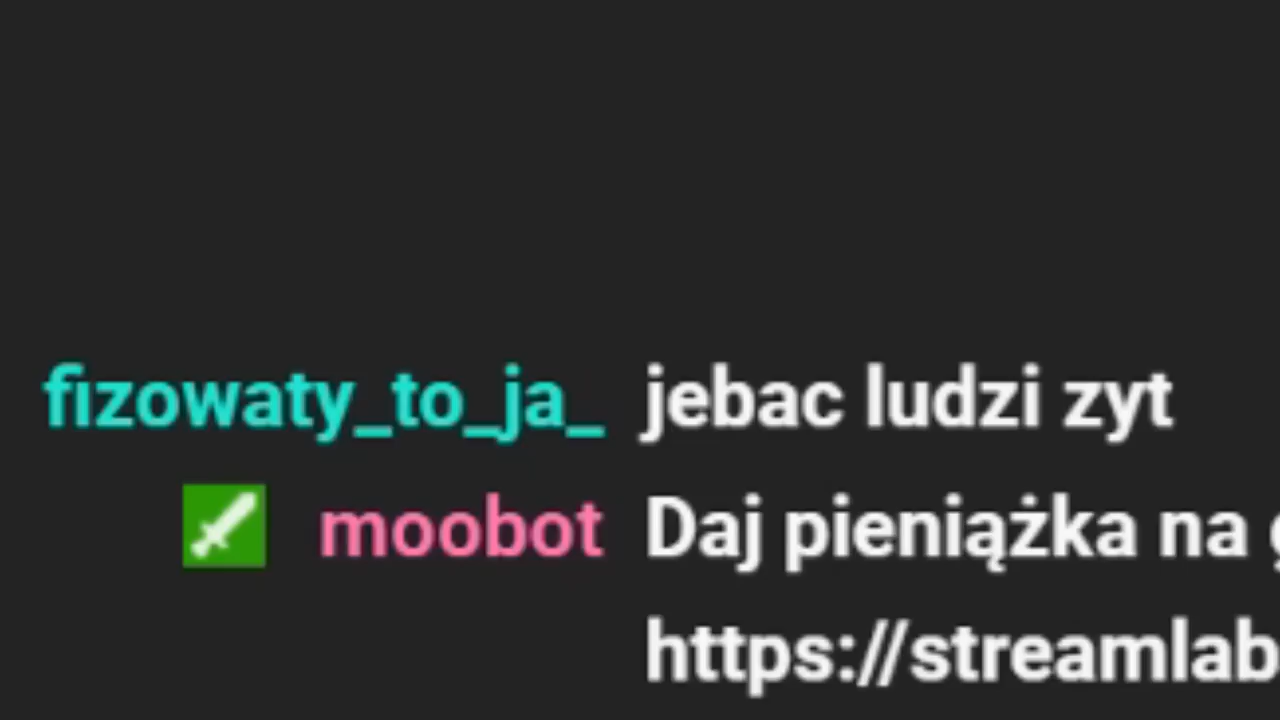 fizowaty_to_ja_ jebac ludzi zyt
moobot Daj pieniążka na
https://streamlab